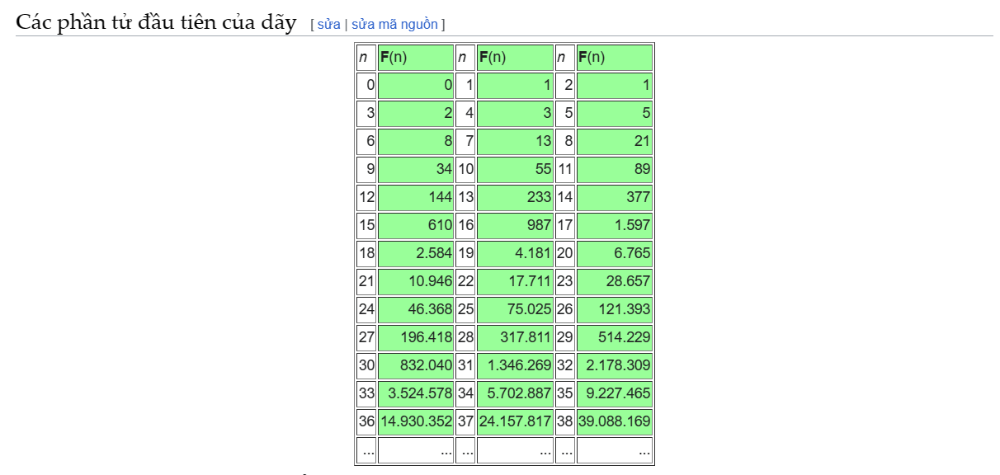 Các phần tử đầu tiên của dãy [ sửa | sửa mã nguồn ]
n F(n) n F(n) n F(n)
0 0 1 1 2 1
3 2 4 3 5 5
6 8 7 13 8 21
9 34 10 55 11 89
12 144 13 233 14 377
15 610 16 987 17 1.597
18 2.584 19 4.181 20 6.765
21 10.946 22 17.711 23 28.657
24 46.368 25 75.025 26 121.393
27 196.418 28 317.811 29 514.229
30 832.040 31 1.346.269 32 2.178.309
33 3.524.578 34 5.702.887 35 9.227.465
36 14.930.352 37 24.157.817 38 39.088.169
... ... ... ... ... ...